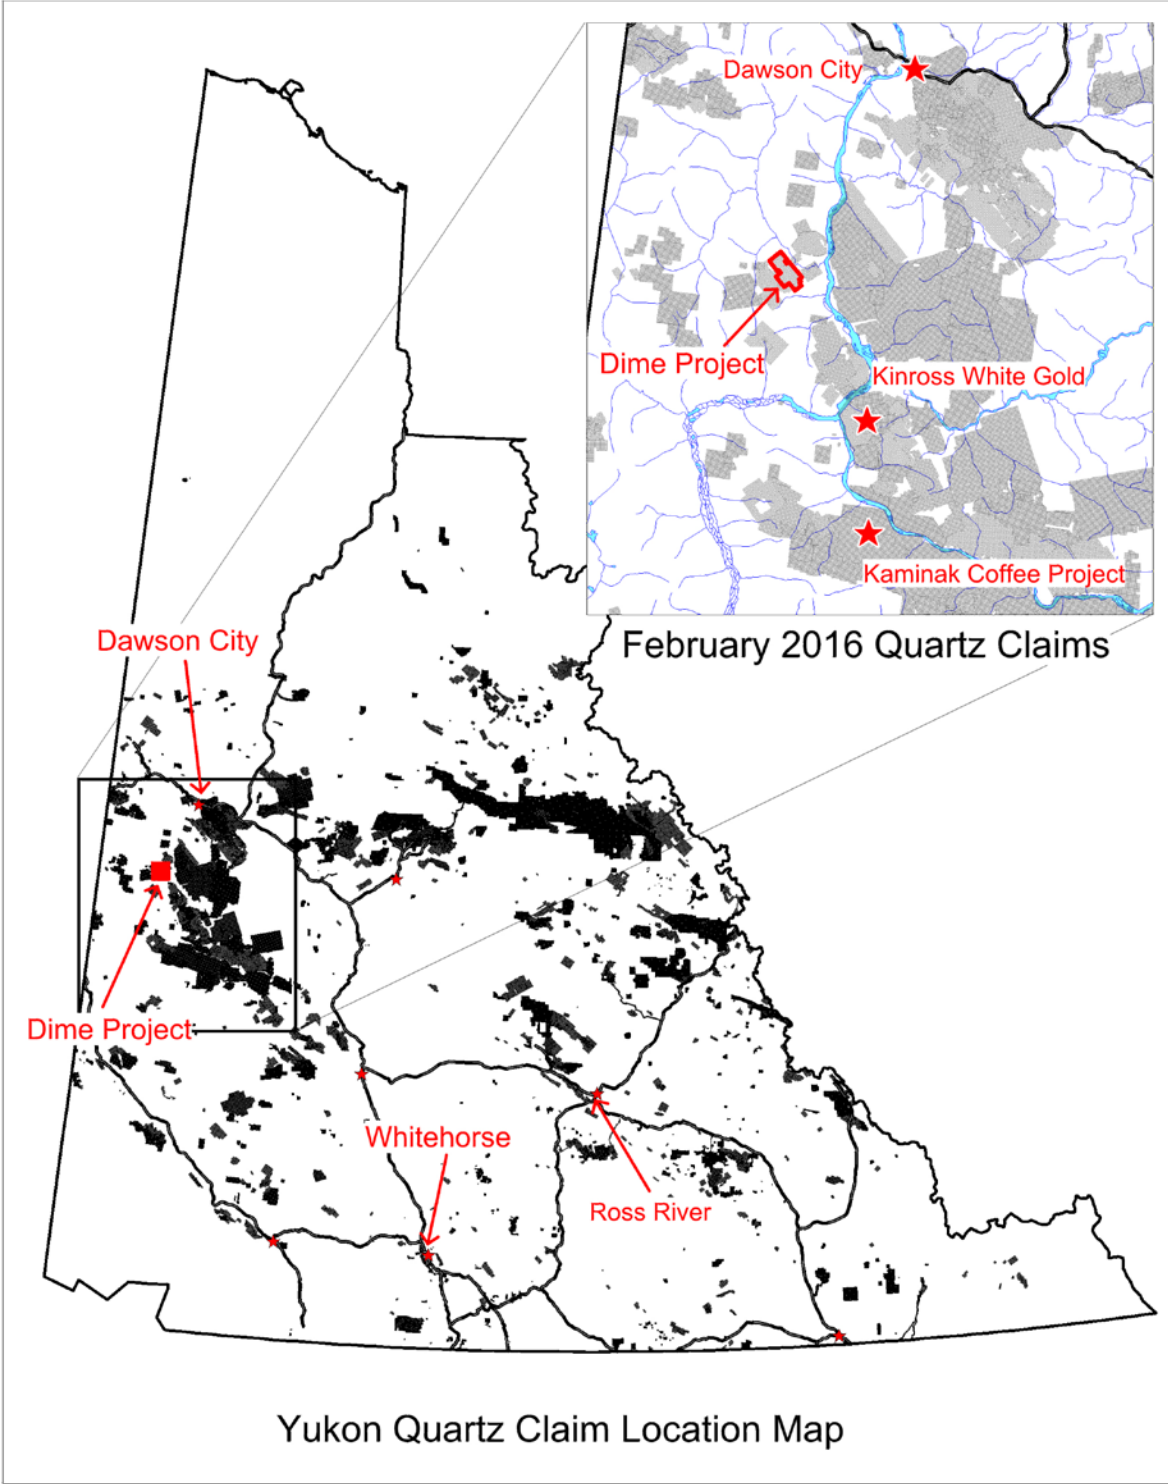 Dawson City
Dime Project
Kinross White Gold
Kaminak Coffee Project
February 2016 Quartz Claims
Dawson City
Dime Project
Whitehorse
Ross River
Yukon Quartz Claim Location Map